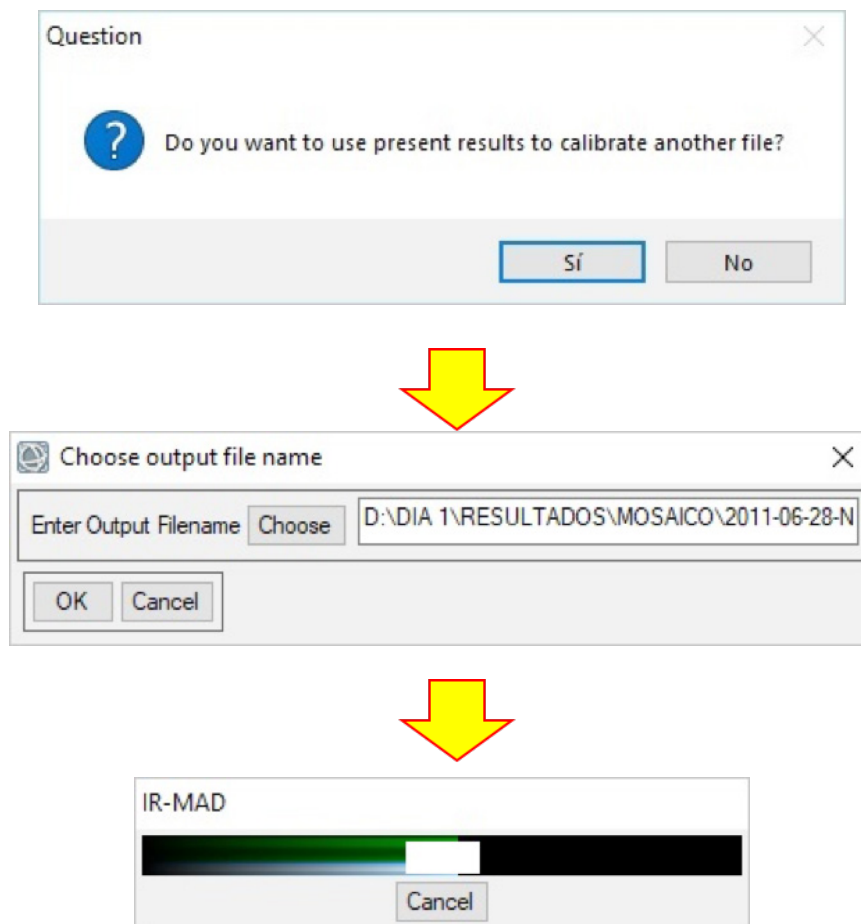 Question
Do you want to use present results to calibrate another file?
Sí No
Choose output file name
Enter Output Filename Choose D:\DIA 1\RESULTADOS\MOSAICO\2011-06-28-N
OK Cancel
IR-MAD
Cancel